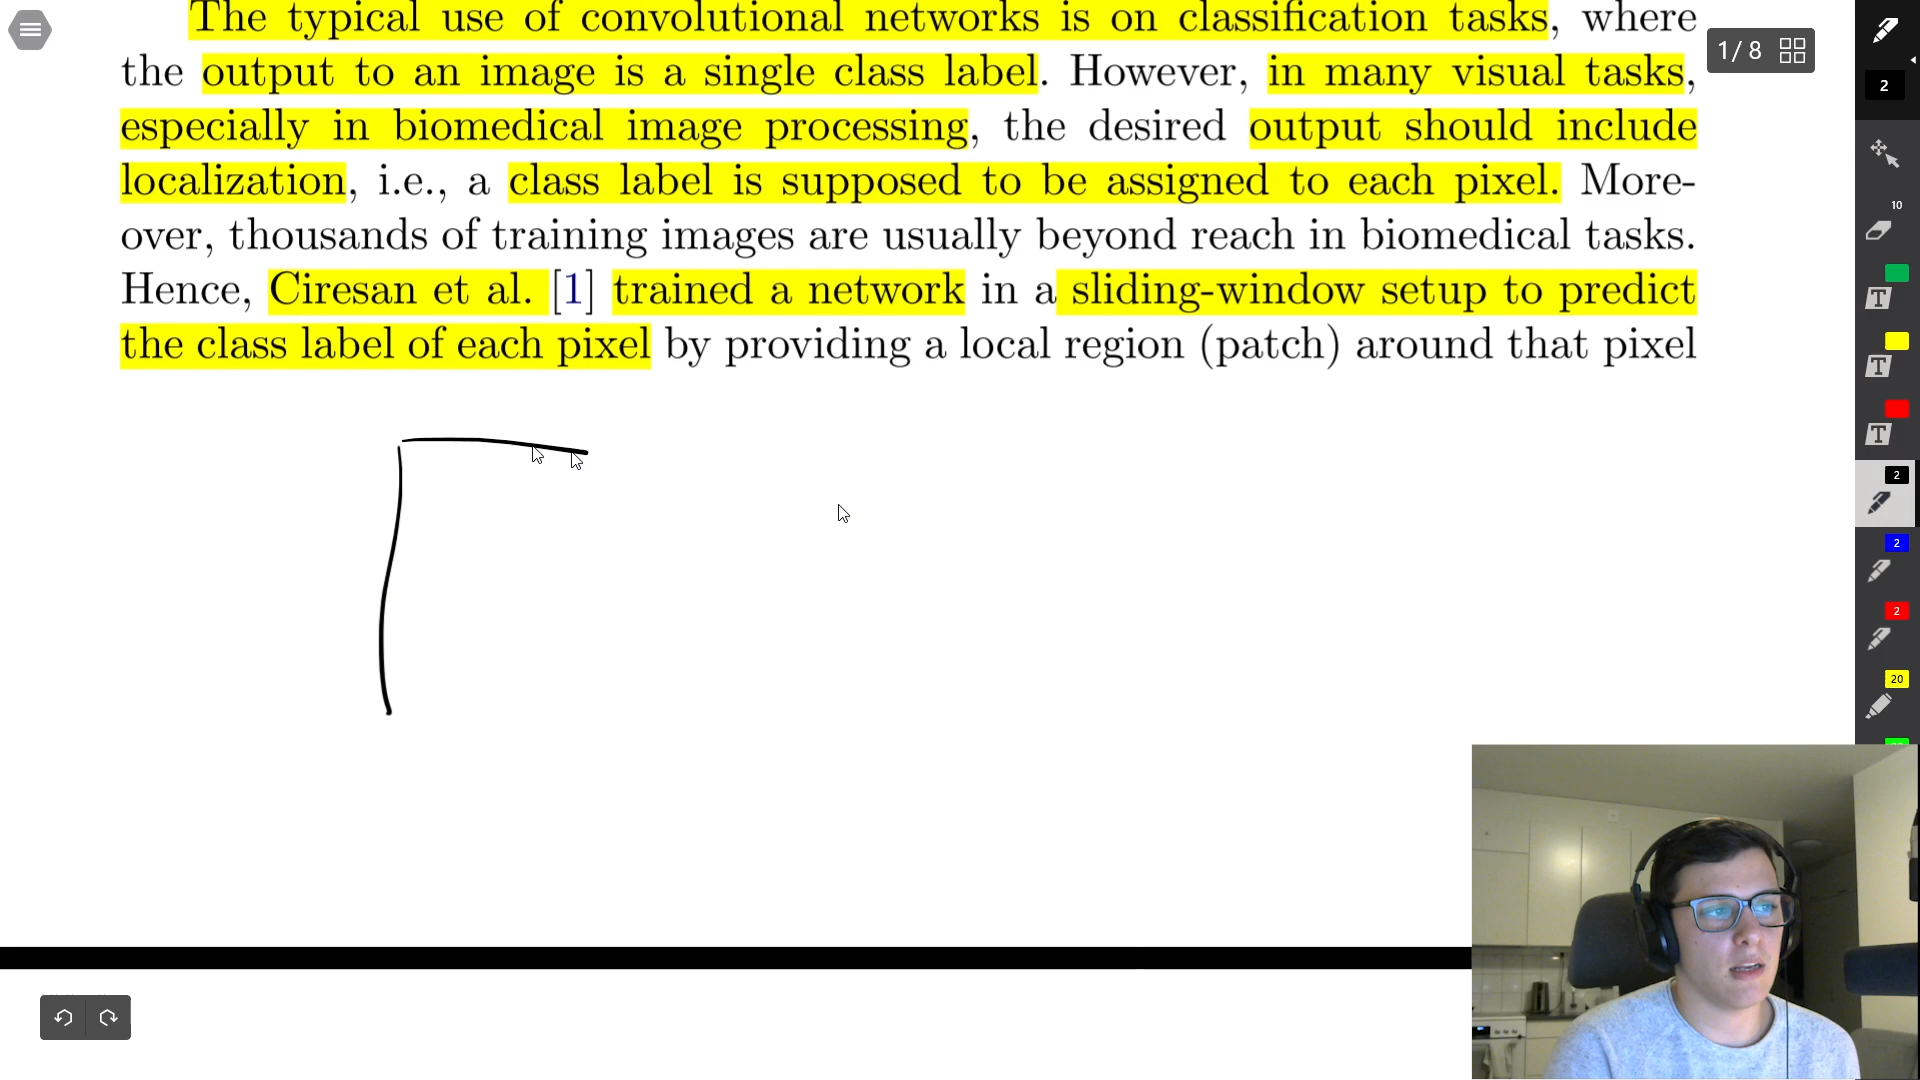 The typical use of convolutional networks is on classification tasks, where
the output to an image is a single class label. However, in many visual tasks,
especially in biomedical image processing, the desired output should include
localization, i.e., a class label is supposed to be assigned to each pixel. More-
over, thousands of training images are usually beyond reach in biomedical tasks.
Hence, Ciresan et al. [1] trained a network in a sliding-window setup to predict
the class label of each pixel by providing a local region (patch) around that pixel
1/8
2
10
T
T
T
2
2
2
20